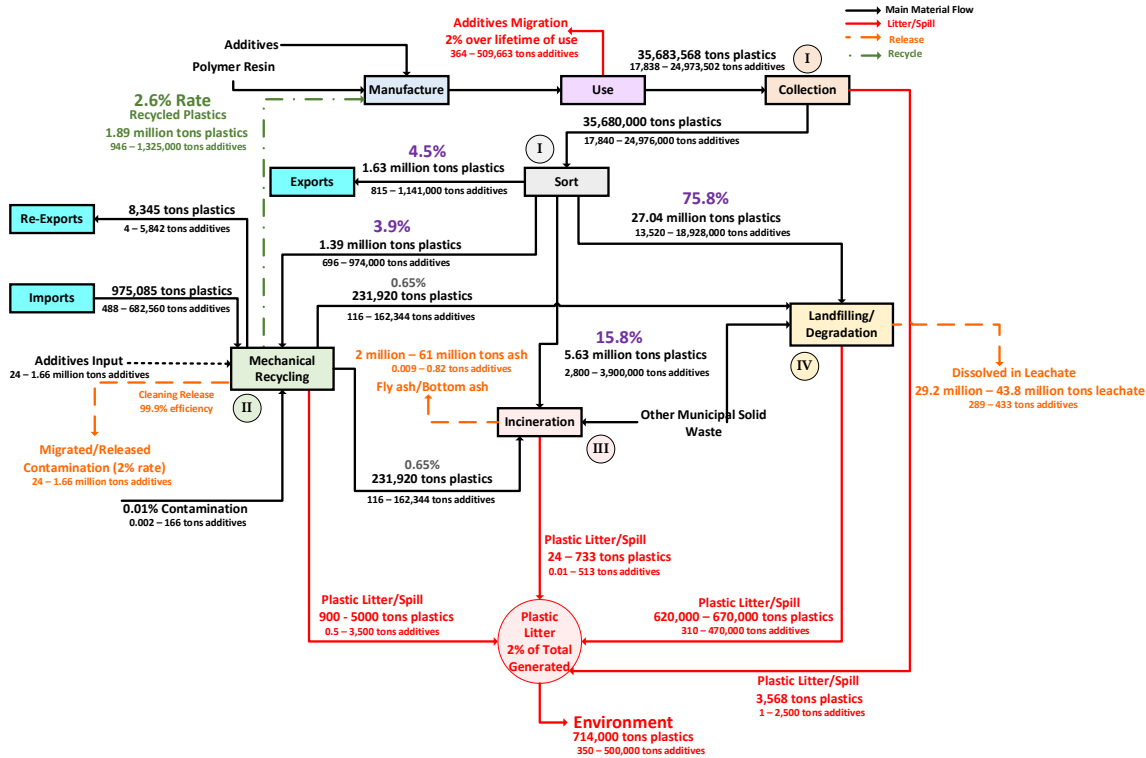 Main Material Flow
Litter/Spill
Release
Recycle
Additives Migration
2% over lifetime of use
364 – 509,663 tons additives
Additives
Polymer Resin
Manufacture
Use
35,683,568 tons plastics
17,838 – 24,973,502 tons additives
I
Collection
2.6% Rate
Recycled Plastics
1.89 million tons plastics
946 – 1,325,000 tons additives
35,680,000 tons plastics
17,840 – 24,976,000 tons additives
I
Sort
4.5%
1.63 million tons plastics
815 – 1,141,000 tons additives
Exports
75.8%
27.04 million tons plastics
13,520 – 18,928,000 tons additives
Re-Exports
8,345 tons plastics
4 – 5,842 tons additives
3.9%
1.39 million tons plastics
696 – 974,000 tons additives
Imports
975,085 tons plastics
488 – 682,560 tons additives
0.65%
231,920 tons plastics
116 – 162,344 tons additives
Landfilling/
Degradation
IV
15.8%
5.63 million tons plastics
2,800 – 3,900,000 tons additives
Additives Input
24 – 1.66 million tons additives
Mechanical
Recycling
II
2 million – 61 million tons ash
0.009 – 0.82 tons additives
Fly ash/Bottom ash
Dissolved in Leachate
29.2 million – 43.8 million tons leachate
289 – 433 tons additives
Cleaning Release
99.9% efficiency
Incineration
III
Other Municipal Solid
Waste
Migrated/Released
Contamination (2% rate)
24 – 1.66 million tons additives
0.65%
231,920 tons plastics
116 – 162,344 tons additives
0.01% Contamination
0.002 – 166 tons additives
Plastic Litter/Spill
24 – 733 tons plastics
0.01 – 513 tons additives
Plastic Litter/Spill
900 - 5000 tons plastics
0.5 – 3,500 tons additives
Plastic
Litter
2% of Total
Generated
Plastic Litter/Spill
620,000 – 670,000 tons plastics
310 – 470,000 tons additives
Plastic Litter/Spill
3,568 tons plastics
1 – 2,500 tons additives
Environment
714,000 tons plastics
350 – 500,000 tons additives